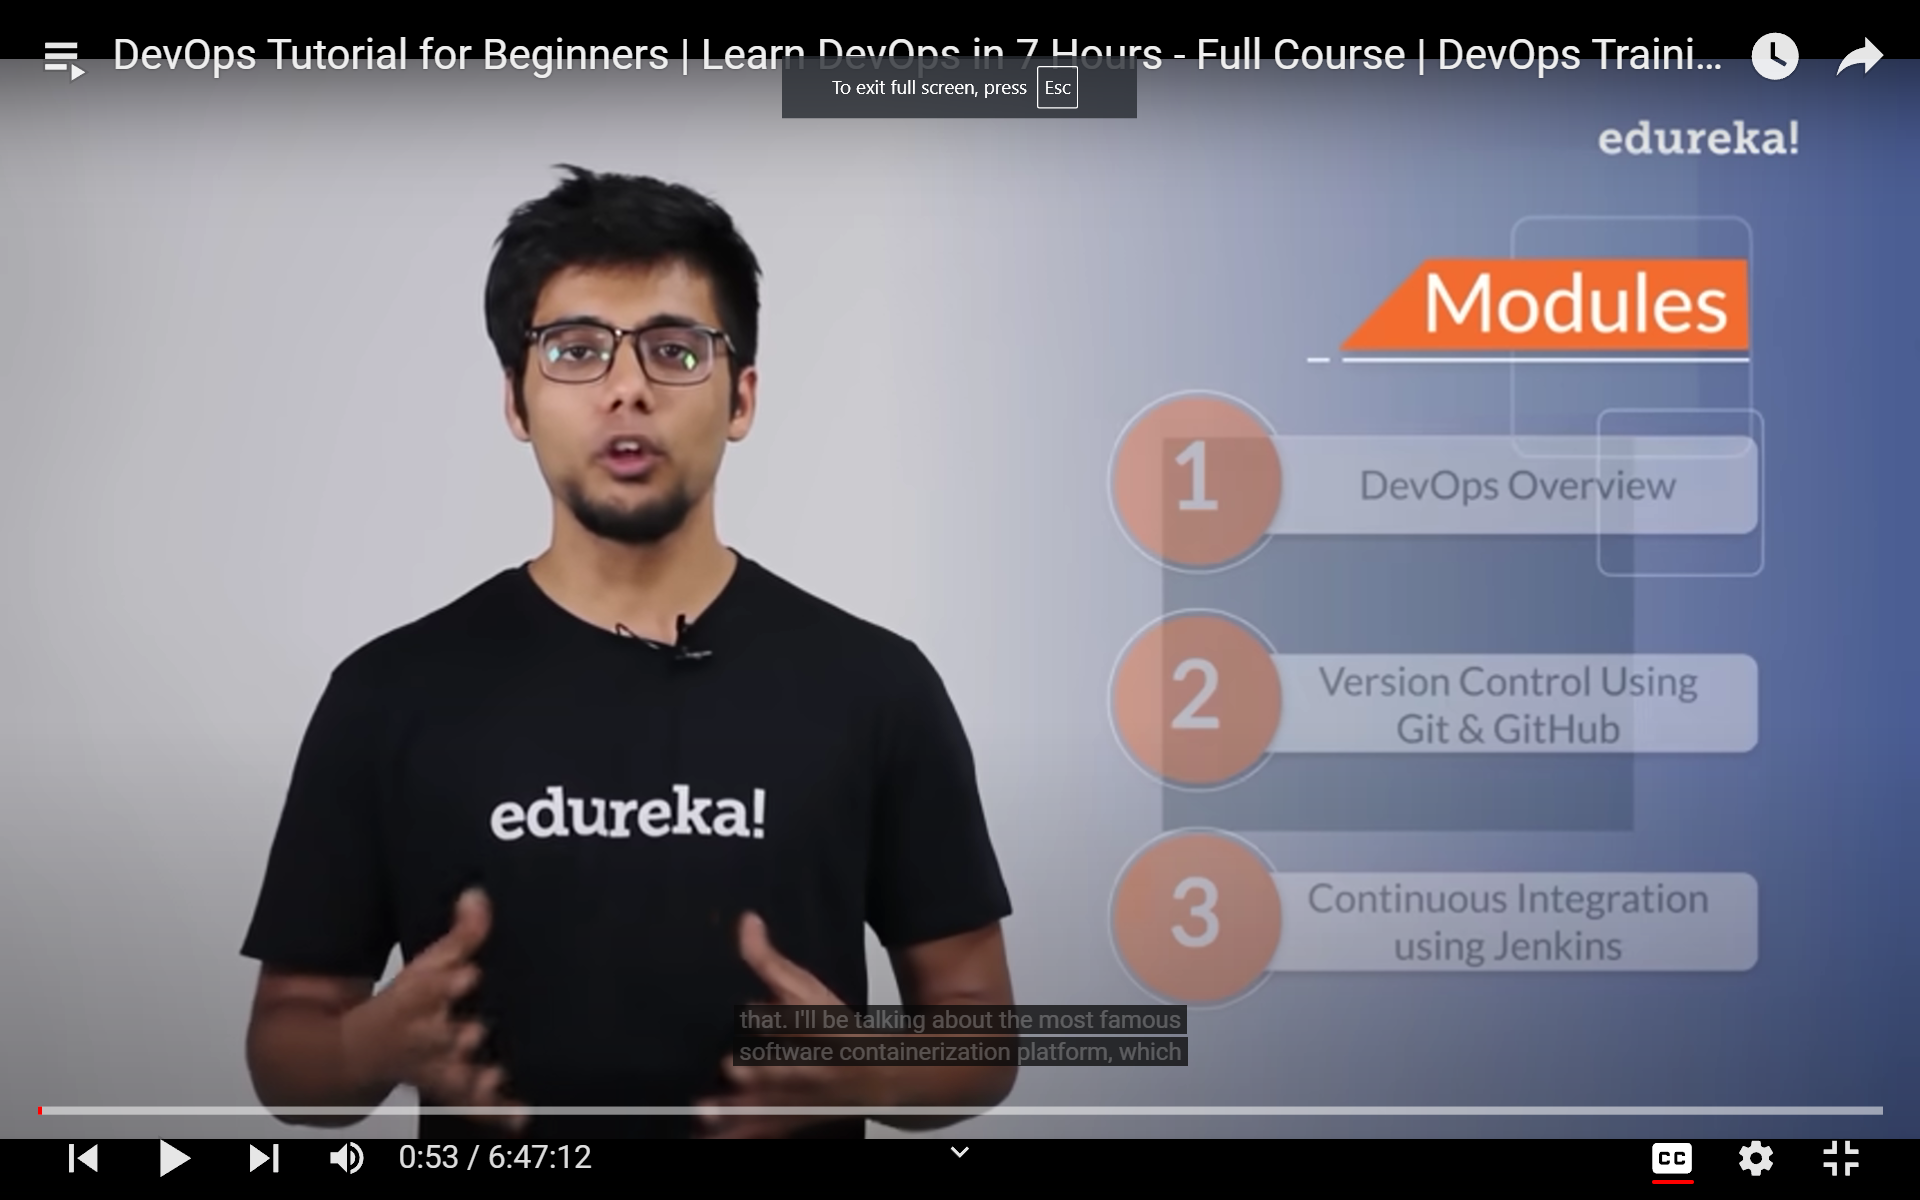 DevOps Tutorial for Beginners | Learn DevOps in 7 Hours - Full Course | DevOps Traini...
To exit full screen, press Esc
edureka!
Modules
1
DevOps Overview
2
Version Control Using
Git & GitHub
3
Continuous Integration
using Jenkins
edureka!
that. I'll be talking about the most famous
software containerization platform, which
0:53 / 6:47:12
CC